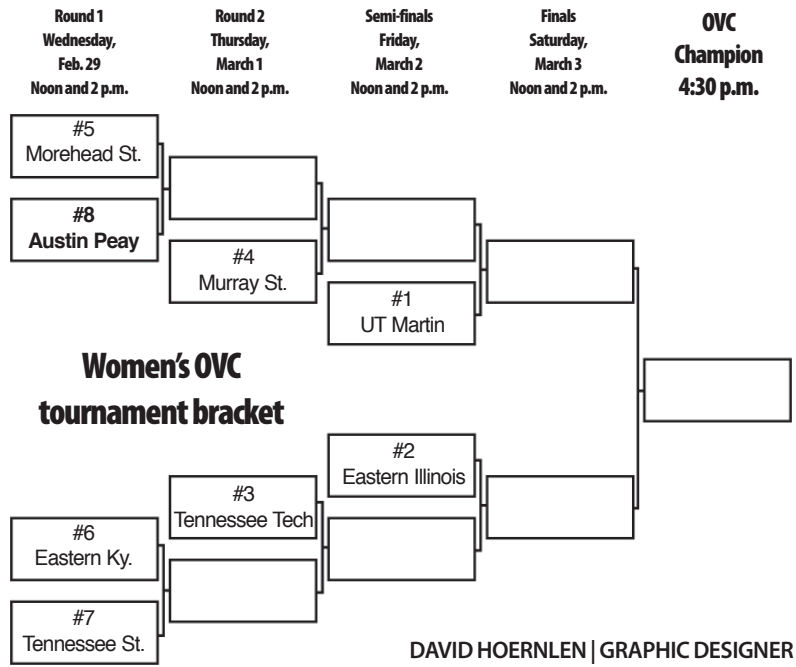 Round 1
Wednesday,
Feb. 29
Noon and 2 p.m.
Round 2
Thursday,
March 1
Noon and 2 p.m.
Semi-finals
Friday,
March 2
Noon and 2 p.m.
Finals
Saturday,
March 3
Noon and 2 p.m.
OVC
Champion
4:30 p.m.
#5
Morehead St.
#8
Austin Peay
#4
Murray St.
#1
UT Martin
Women's OVC
tournament bracket
#2
Eastern Illinois
#3
Tennessee Tech
#6
Eastern Ky.
#7
Tennessee St.
DAVID HOERNLEN | GRAPHIC DESIGNER